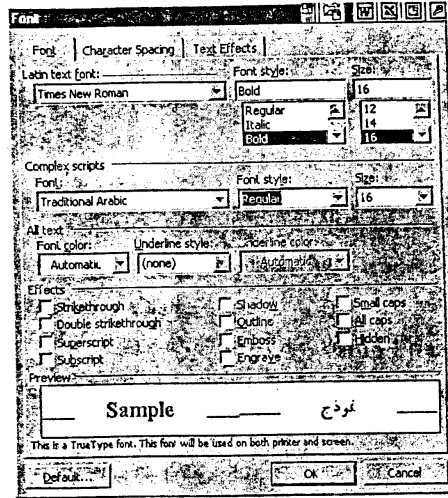 Font
Font Character Spacing Text Effects
Latin text font: Font style: Size:
Times New Roman Bold 16
Regular 12
Italic 14
Bold 16
Complex scripts
Font: Font style: Size:
Traditional Arabic Regular 16
All text
Font color: Underline style: Underline color:
Automatic (none) Automatic
Effects
Strikethrough Shadow Small caps
Double strikethrough Outline All caps
Superscript Emboss Hidden
Subscript Engrave
Preview
Sample نموذج
This is a TrueType font. This font will be used on both printer and screen.
Default... OK Cancel